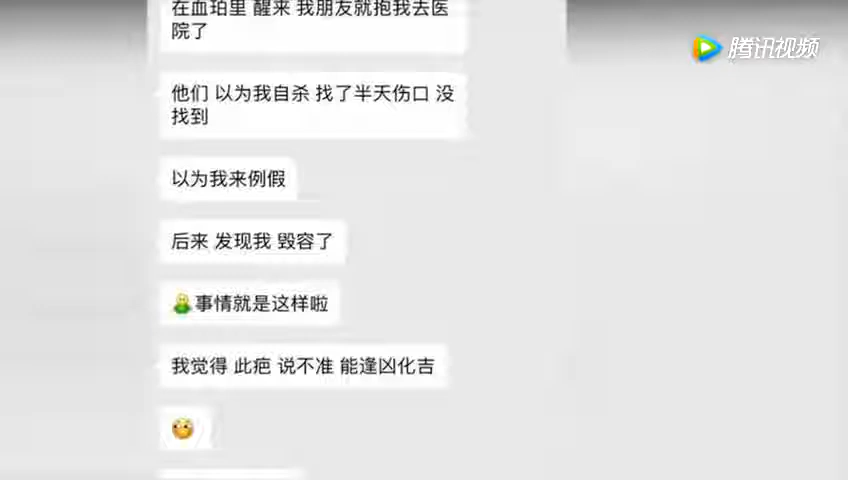 在血珀里 醒来 我朋友就抱我去医
院了
腾讯视频
他们 以为我自杀 找了半天伤口 没
找到
以为我来例假
后来 发现我 毁容了
事情就是这样啦
我觉得 此疤 说不准 能逢凶化吉